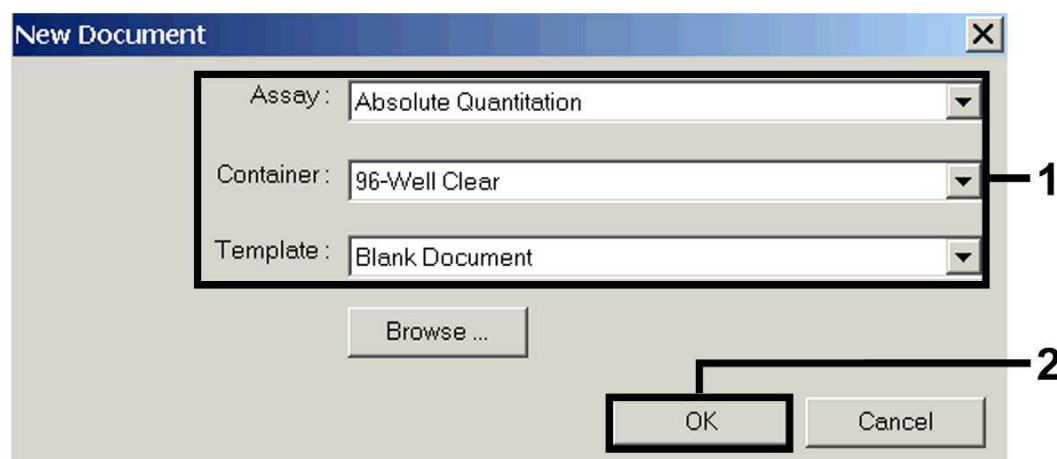 New Document
Assay: Absolute Quantitation
Container: 96-Well Clear
1
Template: Blank Document
Browse ...
2
OK Cancel